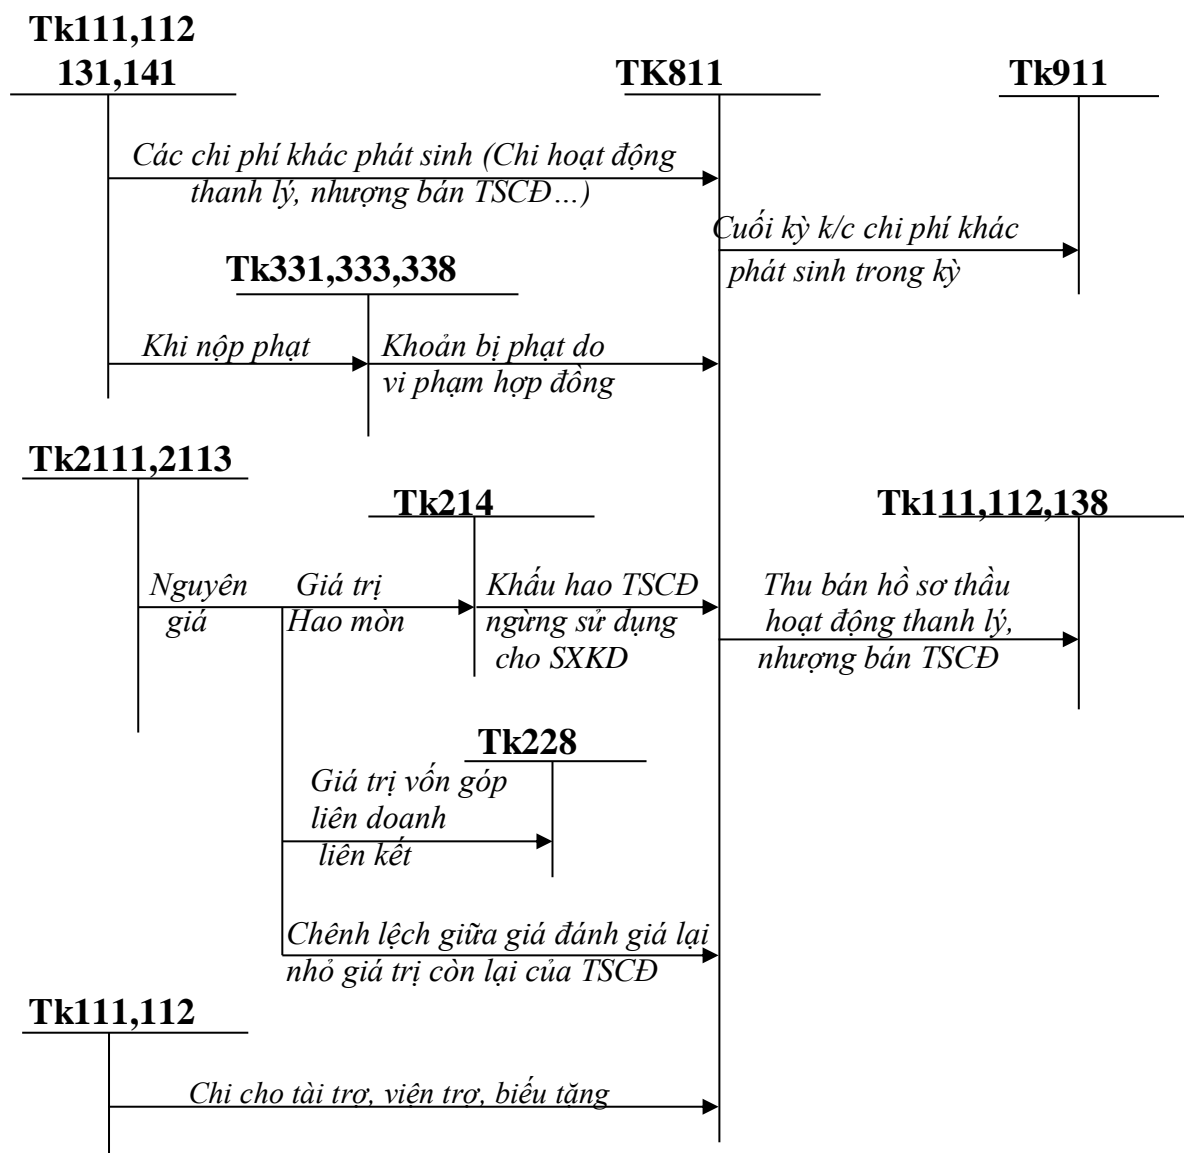 Tk111,112
131,141
TK811
Tk911
Các chi phí khác phát sinh (Chi hoạt động
thanh lý, nhượng bán TSCĐ…)
Cuối kỳ k/c chi phí khác
phát sinh trong kỳ
Tk331,333,338
Khi nộp phạt
Khoản bị phạt do
vi phạm hợp đồng
Tk2111,2113
Tk214
Tk111,112,138
Nguyên
giá
Giá trị
Hao mòn
Khấu hao TSCĐ
ngừng sử dụng
cho SXKD
Thu bán hồ sơ thầu
hoạt động thanh lý,
nhượng bán TSCĐ
Tk228
Giá trị vốn góp
liên doanh
liên kết
Chênh lệch giữa giá đánh giá lại
nhỏ giá trị còn lại của TSCĐ
Tk111,112
Chi cho tài trợ, viện trợ, biếu tặng